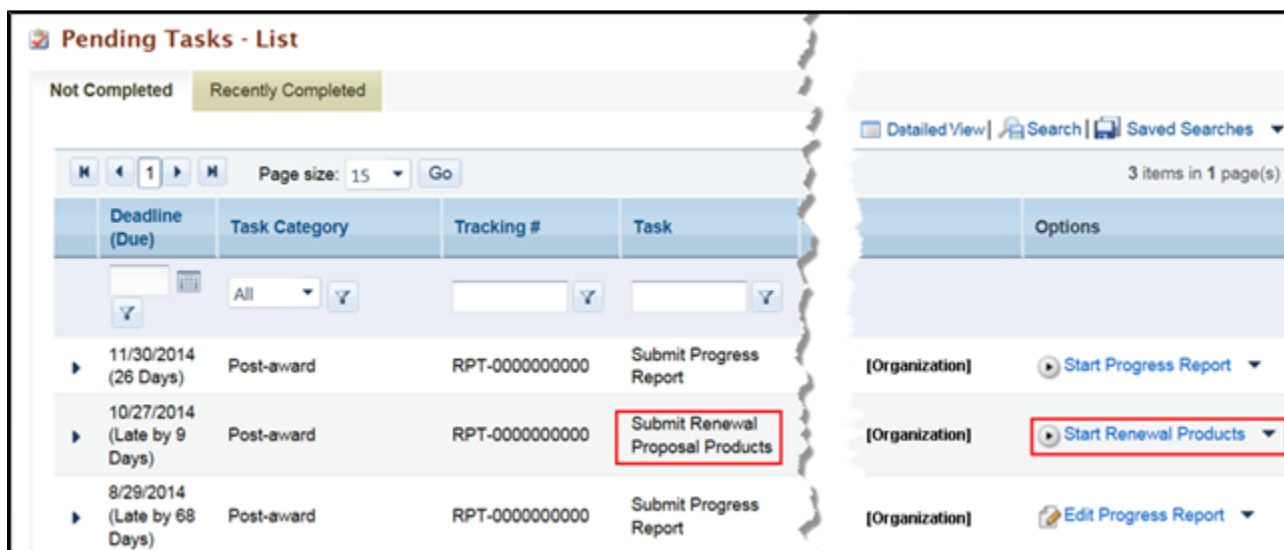 Pending Tasks - List
Not Completed Recently Completed
Detailed View | Search | Saved Searches
1 Page size: 15 Go 3 items in 1 page(s)
Deadline (Due) Task Category Tracking # Task Options
All
11/30/2014
(26 Days)
Post-award
RPT-0000000000
Submit Progress
Report
[Organization]
Start Progress Report
10/27/2014
(Late by 9
Days)
Post-award
RPT-0000000000
Submit Renewal
Proposal Products
[Organization]
Start Renewal Products
8/29/2014
(Late by 68
Days)
Post-award
RPT-0000000000
Submit Progress
Report
[Organization]
Edit Progress Report